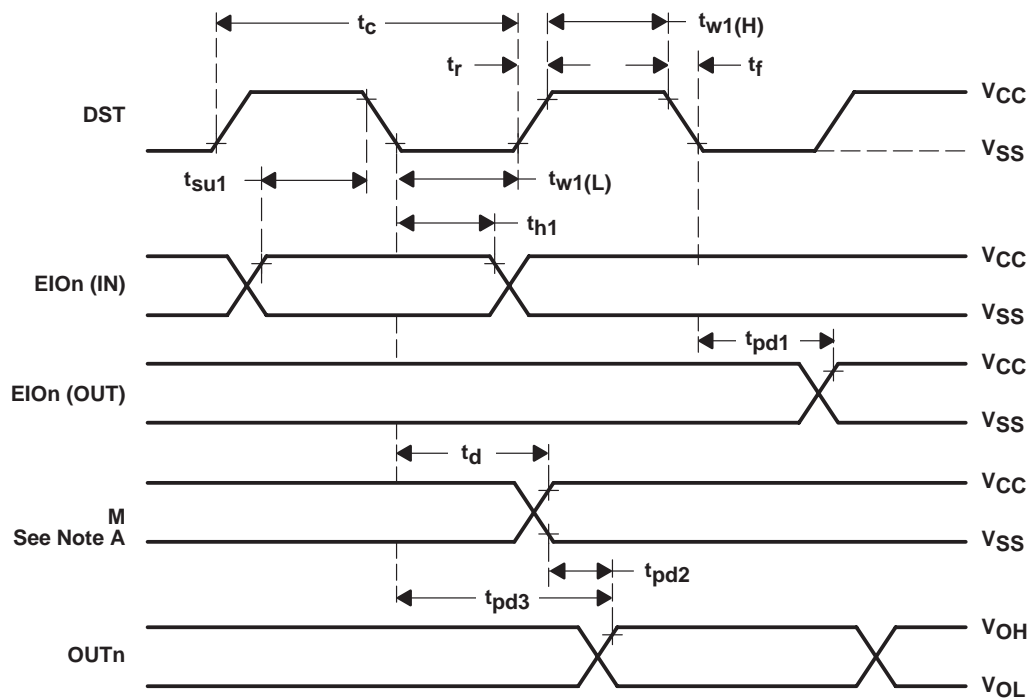 tc
tw1(H)
tr
tf
DST
VCC
VSS
tsu1
tw1(L)
th1
EIOn (IN)
VCC
VSS
tpd1
EIOn (OUT)
VCC
VSS
td
M
See Note A
VCC
VSS
tpd2
tpd3
OUTn
VOH
VOL